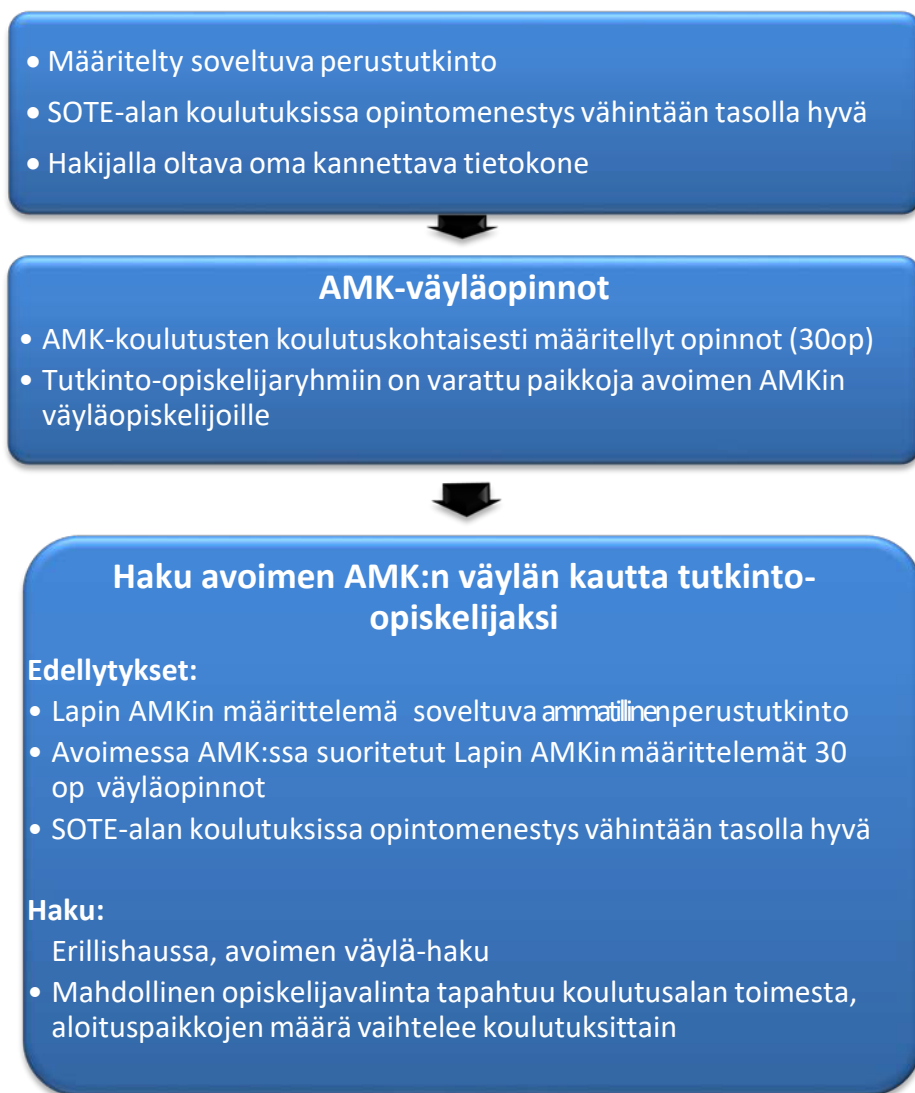 • Määritelty soveltuva perustutkinto
• SOTE-alan koulutuksissa opintomenestys vähintään tasolla hyvä
• Hakijalla oltava oma kannettava tietokone
AMK-väyläopinnot
• AMK-koulutusten koulutuskohtaisesti määritellyt opinnot (30op)
• Tutkinto-opiskelijaryhmiin on varattu paikkoja avoimen AMKin
väyläopiskelijoille
Haku avoimen AMK:n väylän kautta tutkinto-
opiskelijaksi
Edellytykset:
• Lapin AMKin määrittelemä soveltuva ammatillinen perustutkinto
• Avoimessa AMK:ssa suoritetut Lapin AMKin määrittelemät 30
op väyläopinnot
• SOTE-alan koulutuksissa opintomenestys vähintään tasolla hyvä
Haku:
Erillishaussa, avoimen väylä-haku
• Mahdollinen opiskelijavalinta tapahtuu koulutusalan toimesta,
aloituspaikkojen määrä vaihtelee koulutuksittain